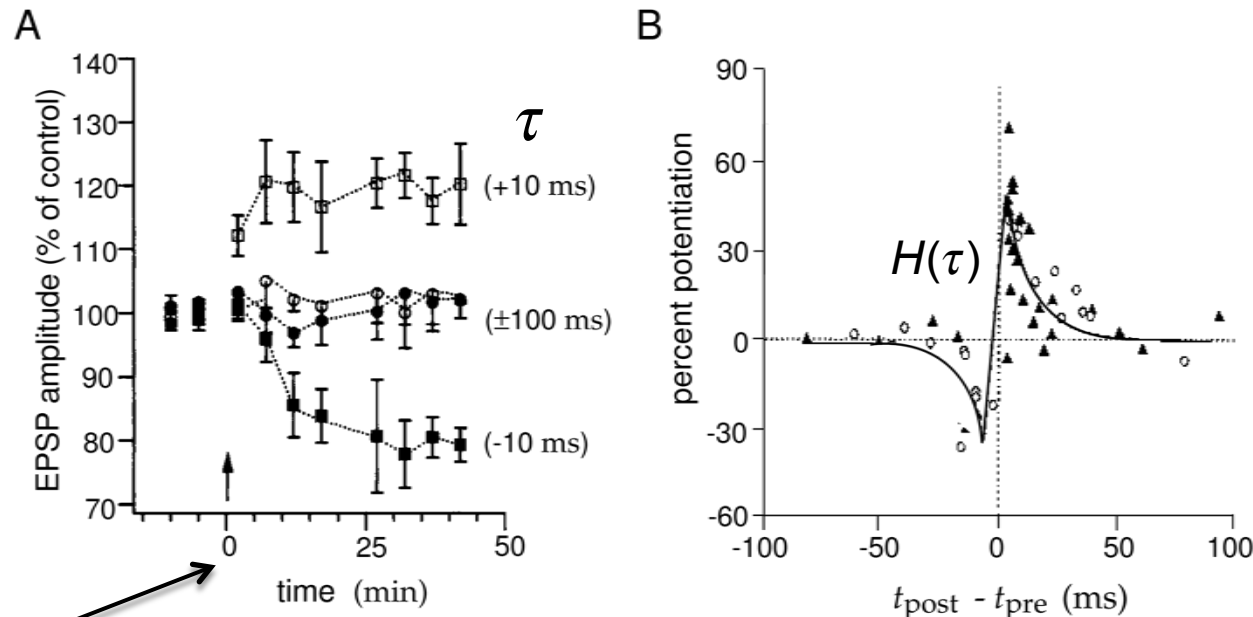 A
EPSP amplitude (% of control)
140
130
120
110
100
90
80
70
τ
(+10 ms)
(±100 ms)
(-10 ms)
0
25
50
time (min)
B
percent potentiation
90
60
30
0
-30
-60
H(τ)
-100
-50
0
50
100
t_post - t_pre (ms)